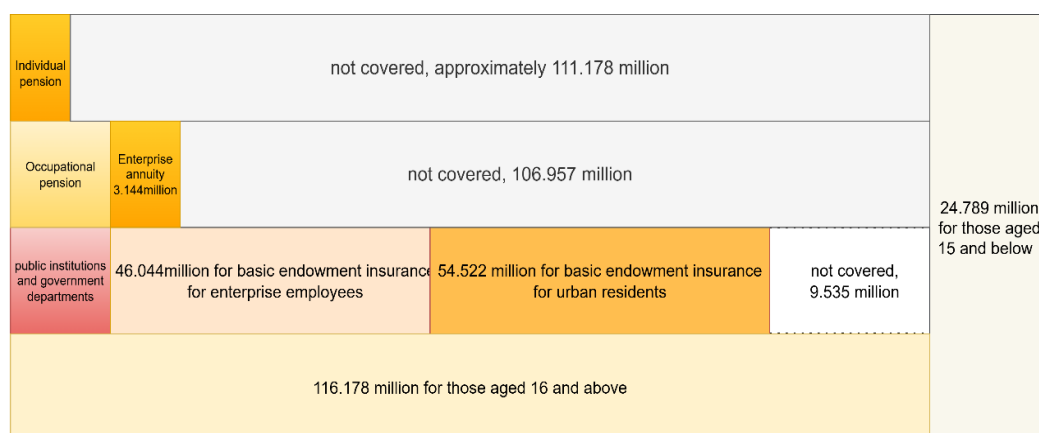 Individual
pension
not covered, approximately 111.178 million
Occupational
pension
Enterprise
annuity
3.144million
not covered, 106.957 million
24.789 million
for those aged
15 and below
public institutions
and government
departments
46.044million for basic endowment insurance
for enterprise employees
54.522 million for basic endowment insurance
for urban residents
not covered,
9.535 million
116.178 million for those aged 16 and above